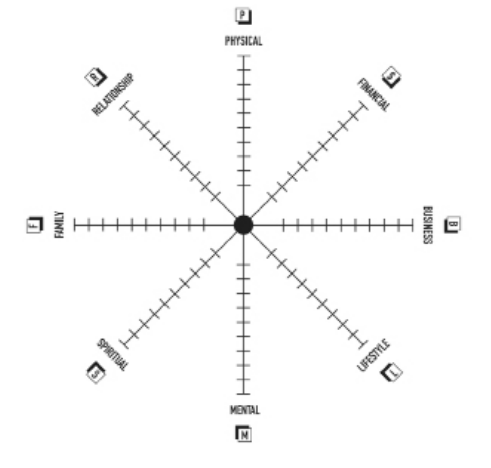 P
PHYSICAL
$
FINANCIAL
B
BUSINESS
L
LIFESTYLE
M
MENTAL
S
SPIRITUAL
F
FAMILY
R
RELATIONSHIP